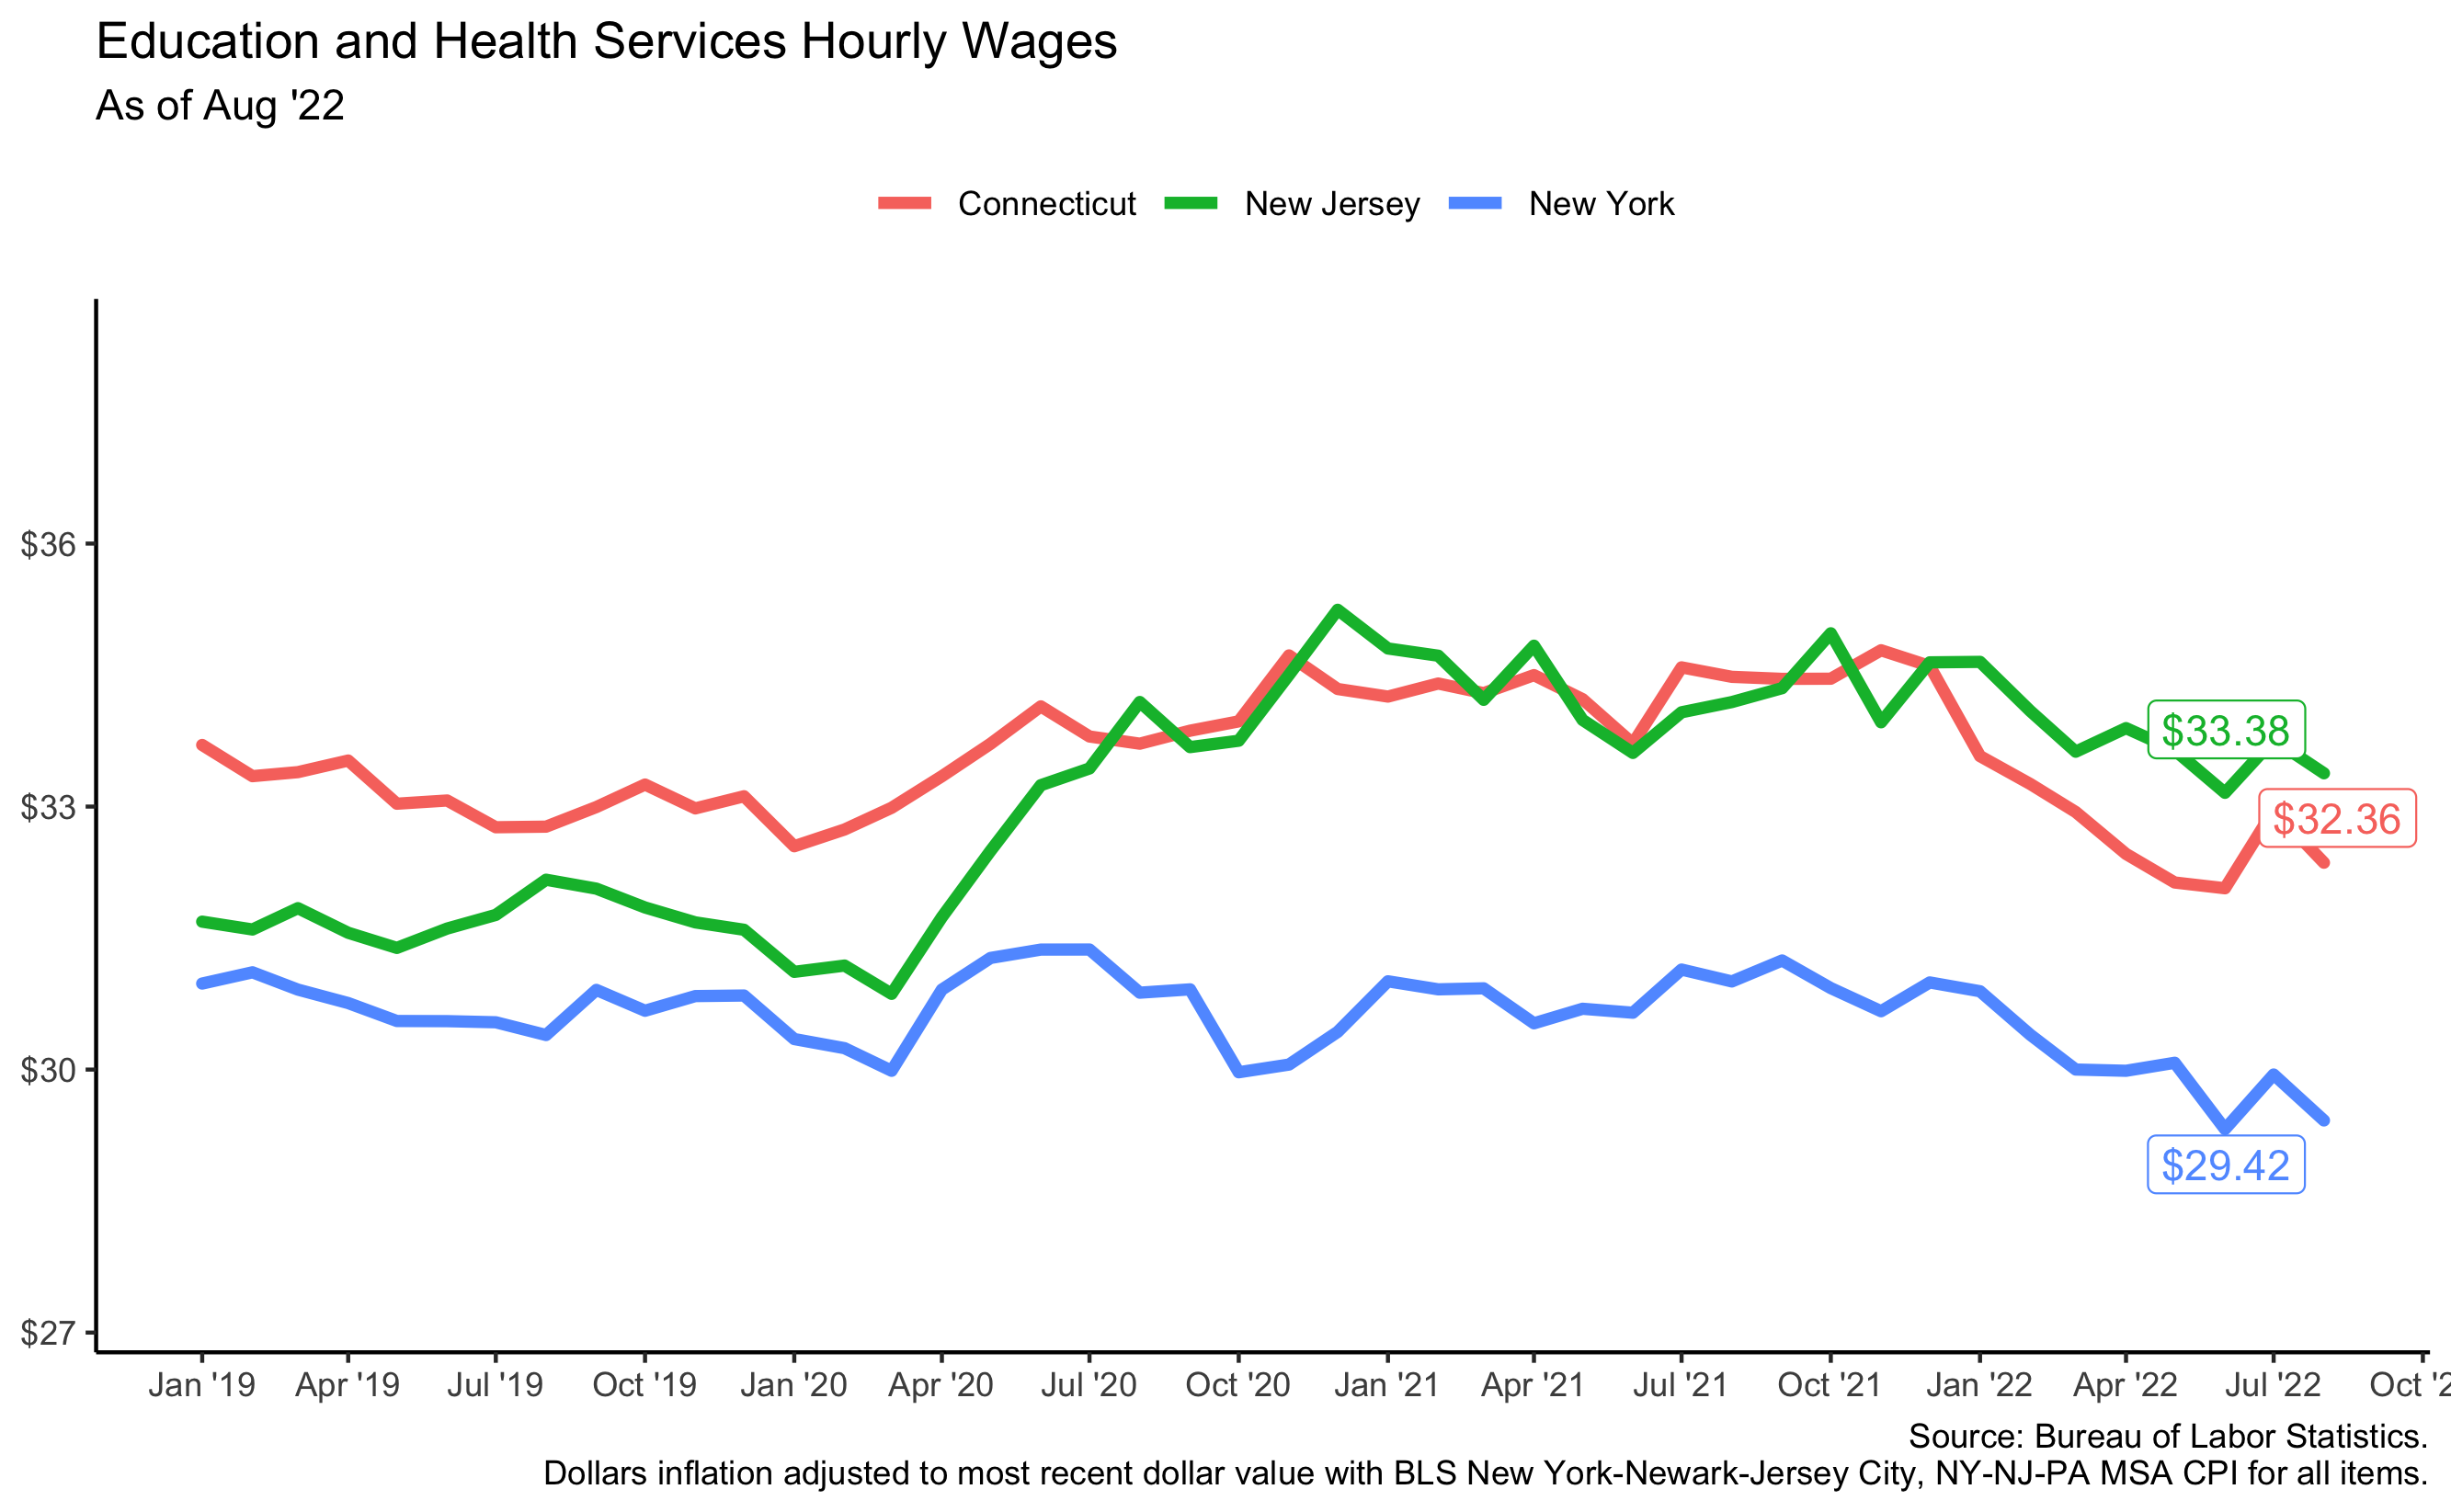 Education and Health Services Hourly Wages
As of Aug '22
Connecticut New Jersey New York
$36
$33
$30
$27
$33.38
$32.36
$29.42
Jan '19 Apr '19 Jul '19 Oct '19 Jan '20 Apr '20 Jul '20 Oct '20 Jan '21 Apr '21 Jul '21 Oct '21 Jan '22 Apr '22 Jul '22 Oct '2
Source: Bureau of Labor Statistics.
Dollars inflation adjusted to most recent dollar value with BLS New York-Newark-Jersey City, NY-NJ-PA MSA CPI for all items.